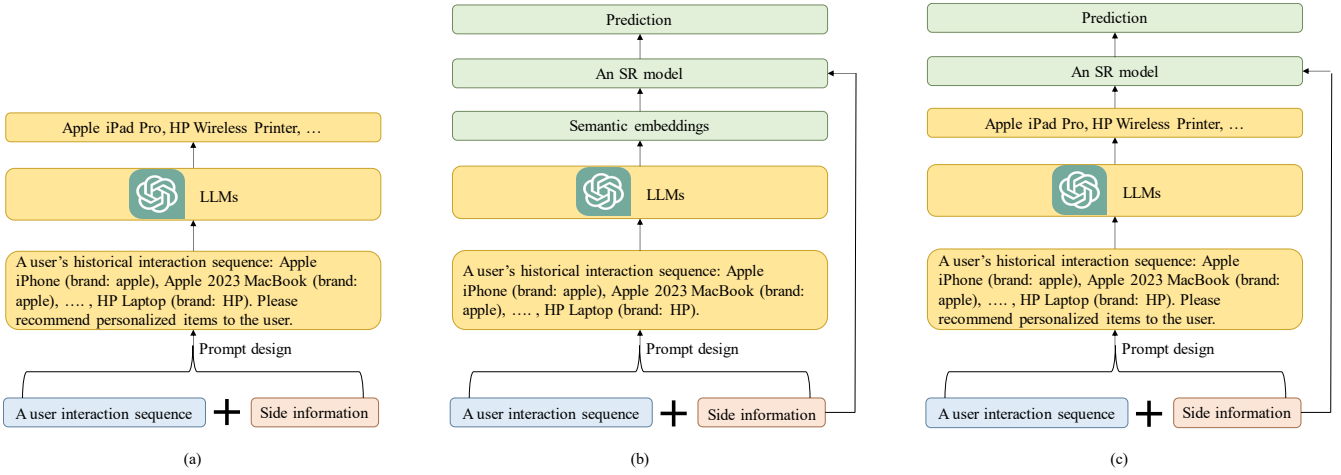 Apple iPad Pro, HP Wireless Printer, …
LLMs
A user's historical interaction sequence: Apple
iPhone (brand: apple), Apple 2023 MacBook (brand:
apple), …. , HP Laptop (brand: HP). Please
recommend personalized items to the user.
Prompt design
A user interaction sequence
+
Side information
(a)
Prediction
An SR model
Semantic embeddings
LLMs
A user's historical interaction sequence: Apple
iPhone (brand: apple), Apple 2023 MacBook (brand:
apple), …. , HP Laptop (brand: HP).
Prompt design
A user interaction sequence
+
Side information
(b)
Prediction
An SR model
Apple iPad Pro, HP Wireless Printer, …
LLMs
A user's historical interaction sequence: Apple
iPhone (brand: apple), Apple 2023 MacBook (brand:
apple), …. , HP Laptop (brand: HP). Please
recommend personalized items to the user.
Prompt design
A user interaction sequence
+
Side information
(c)